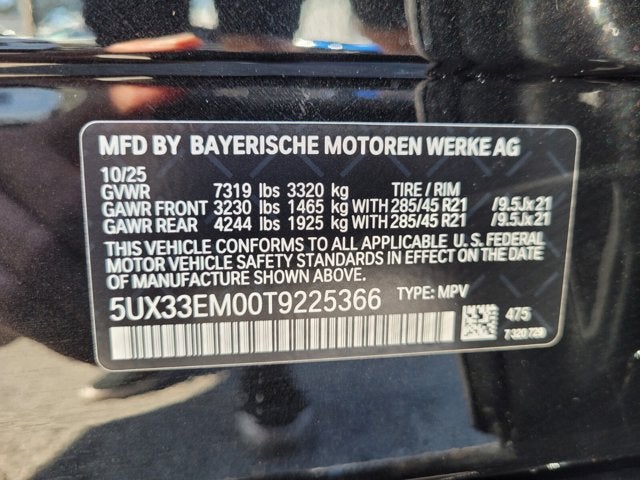 MFD BY BAYERISCHE MOTOREN WERKE AG
10/25
GVWR 7319 lbs 3320 kg TIRE / RIM
GAWR FRONT 3230 lbs 1465 kg WITH 285/45 R21 /9.5Jx21
GAWR REAR 4244 lbs 1925 kg WITH 285/45 R21 /9.5Jx21
THIS VEHICLE CONFORMS TO ALL APPLICABLE U.S. FEDERAL
MOTOR VEHICLE SAFETY STANDARDS IN EFFECT ON THE DATE
OF MANUFACTURE SHOWN ABOVE.
5UX33EM00T9225366 TYPE: MPV
475
7320729